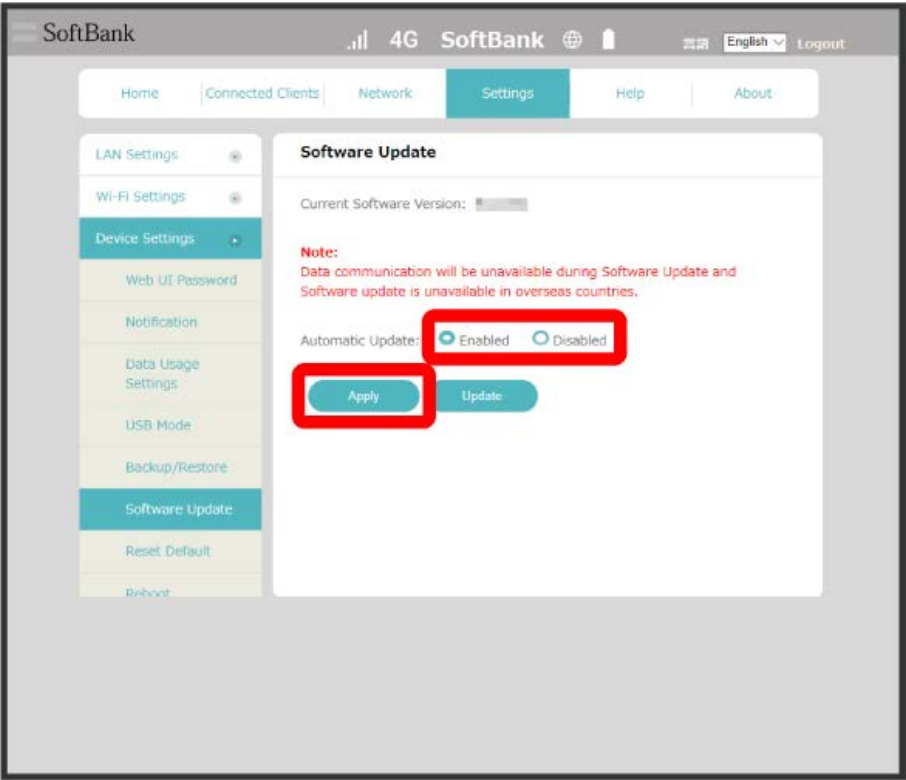 SoftBank
4G SoftBank
言語 English Logout
Home Connected Clients Network Settings Help About
LAN Settings
Wi-Fi Settings
Device Settings
Web UI Password
Notification
Data Usage
Settings
USB Mode
Backup/Restore
Software Update
Reset Default
Reboot
Software Update
Current Software Version:
Note:
Data communication will be unavailable during Software Update and
Software update is unavailable in overseas countries.
Automatic Update: Enabled Disabled
Apply Update